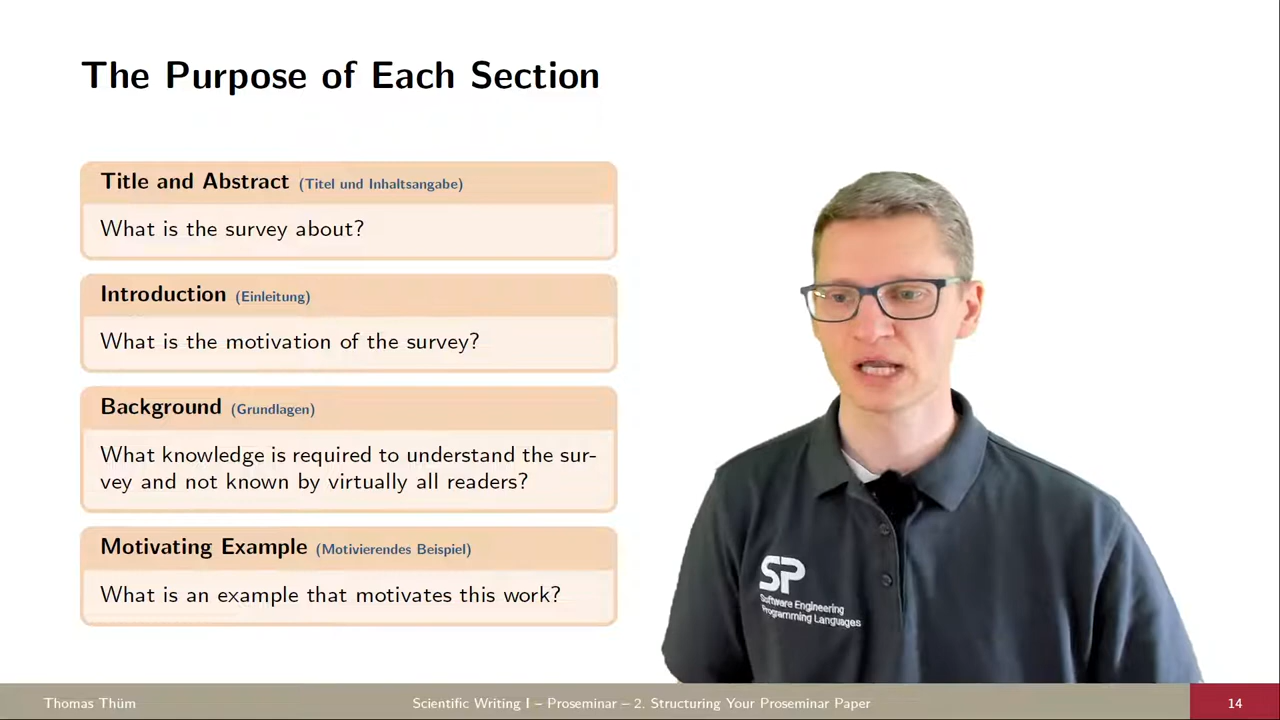 The Purpose of Each Section
Title and Abstract (Titel und Inhaltsangabe)
What is the survey about?
Introduction (Einleitung)
What is the motivation of the survey?
Background (Grundlagen)
What knowledge is required to understand the sur-
vey and not known by virtually all readers?
Motivating Example (Motivierendes Beispiel)
What is an example that motivates this work?
SP
Software Engineering
Programming Languages
Thomas Thüm
Scientific Writing I – Proseminar – 2. Structuring Your Proseminar Paper
14